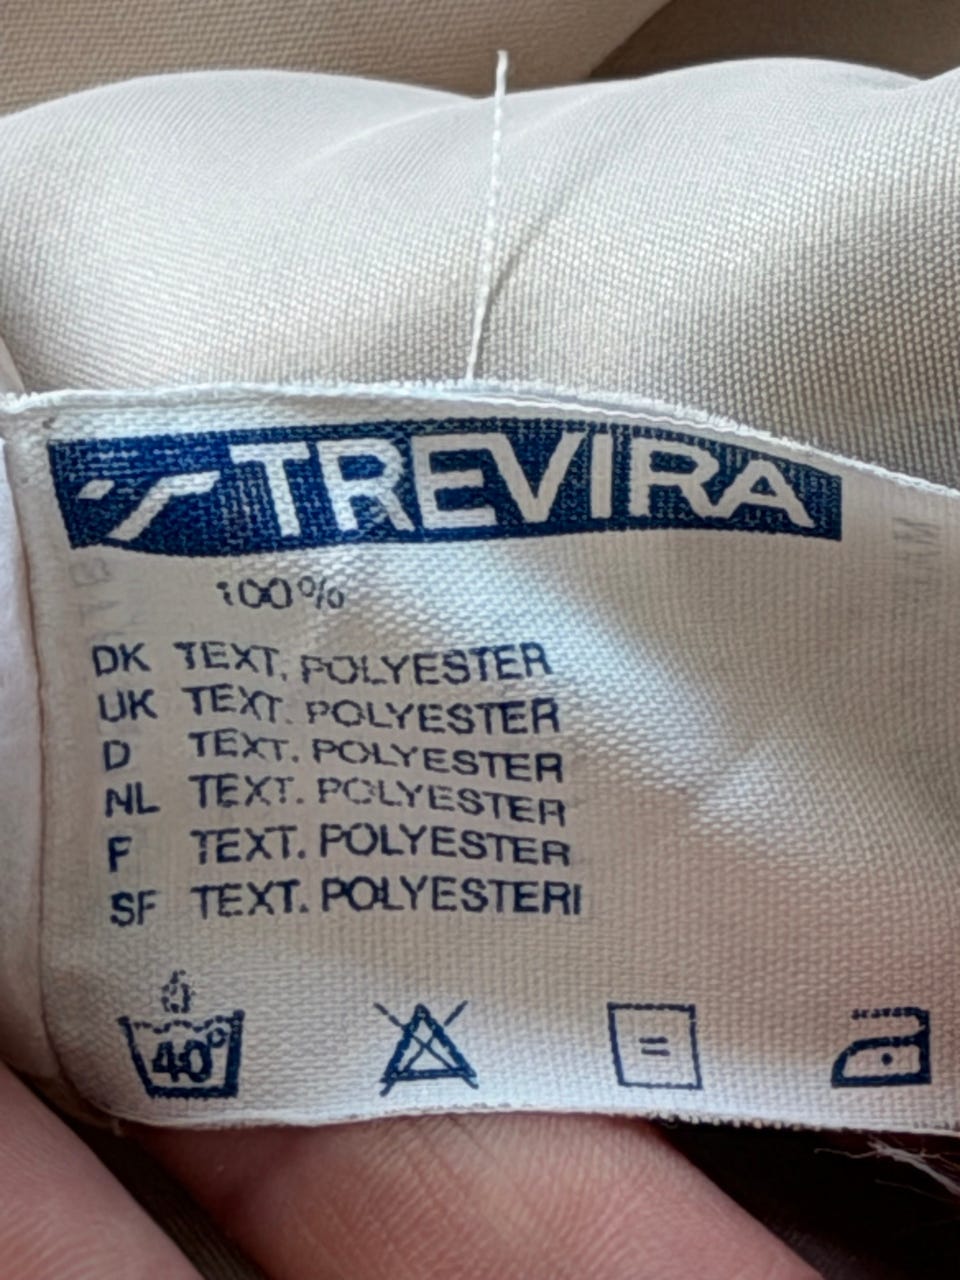 TREVIRA
100%
DK TEXT. POLYESTER
UK TEXT. POLYESTER
D TEXT. POLYESTER
NL TEXT. POLYESTER
F TEXT. POLYESTER
SF TEXT. POLYESTERI
40°